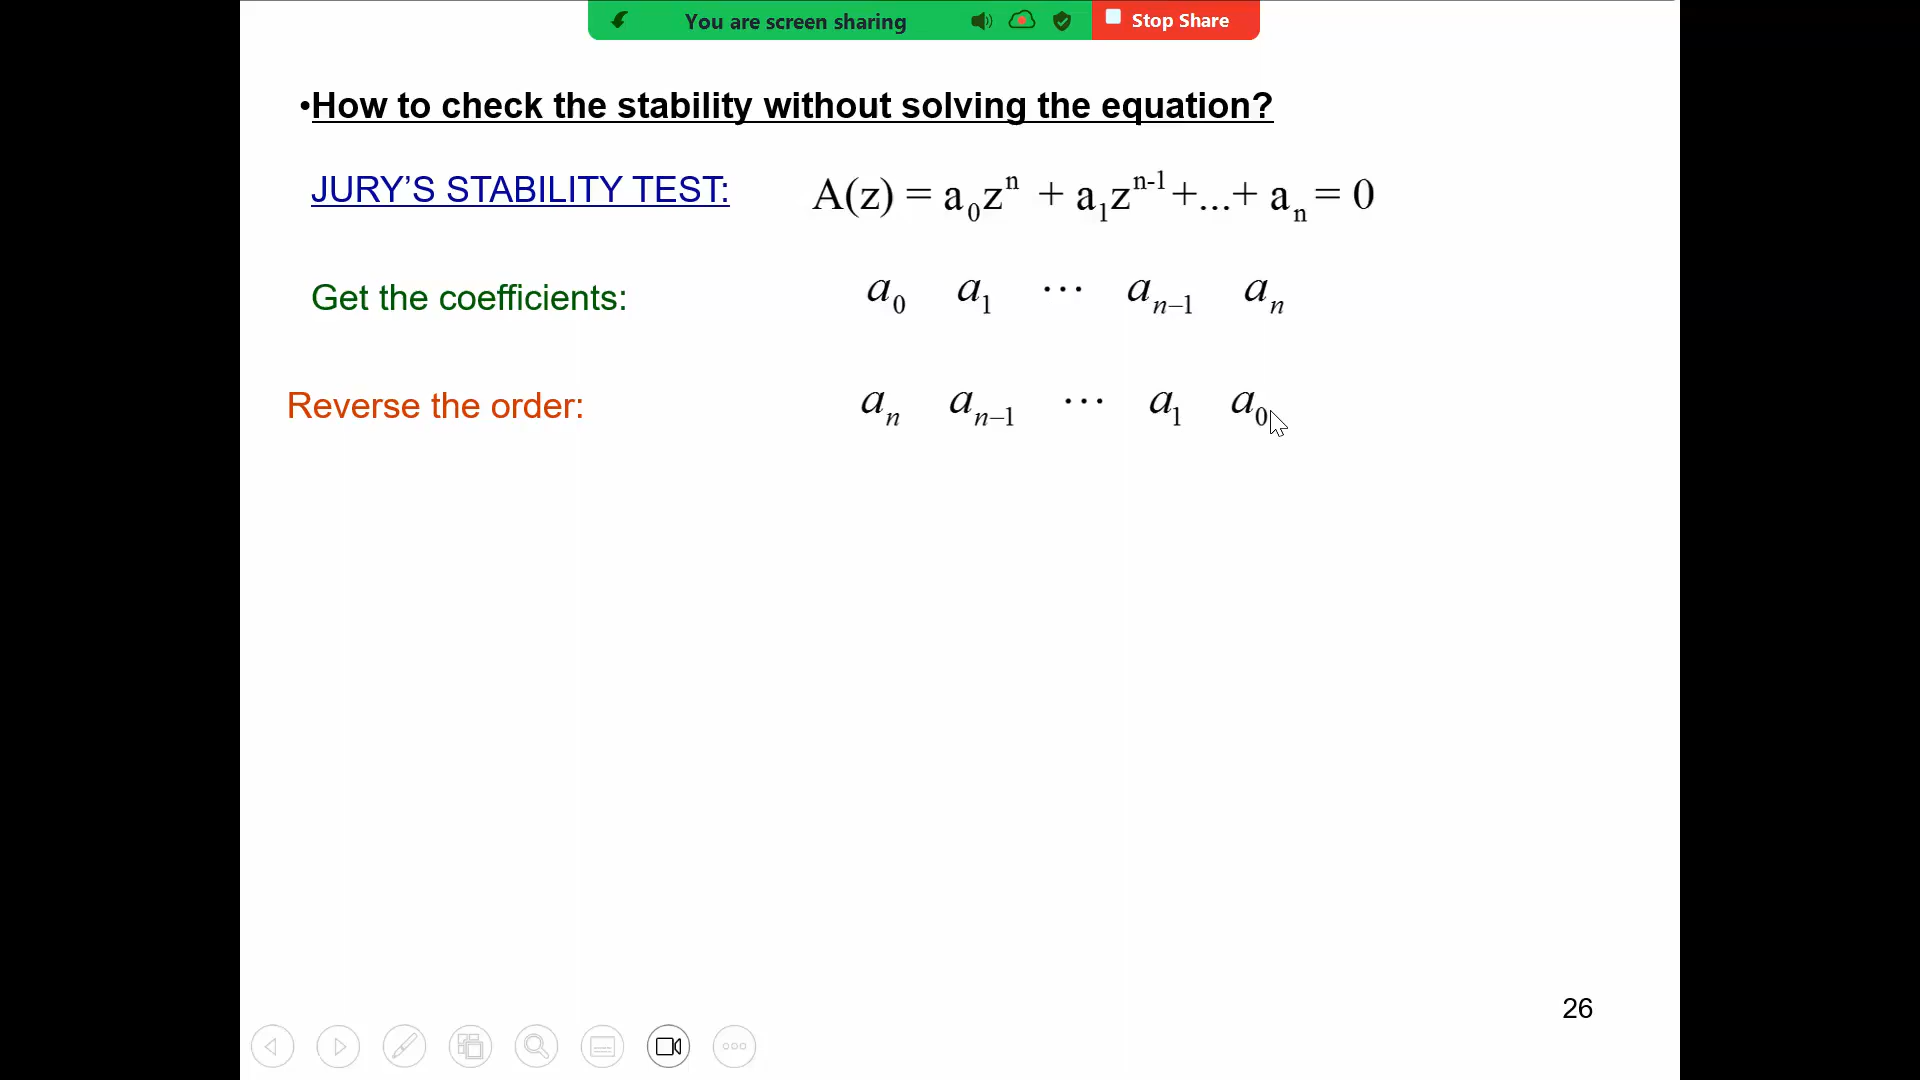 You are screen sharing Stop Share
•How to check the stability without solving the equation?
JURY’S STABILITY TEST: A(z) = a₀zⁿ + a₁zⁿ⁻¹+...+ aₙ = 0
Get the coefficients: a₀ a₁ ⋯ aₙ₋₁ aₙ
Reverse the order: aₙ aₙ₋₁ ⋯ a₁ a₀
26